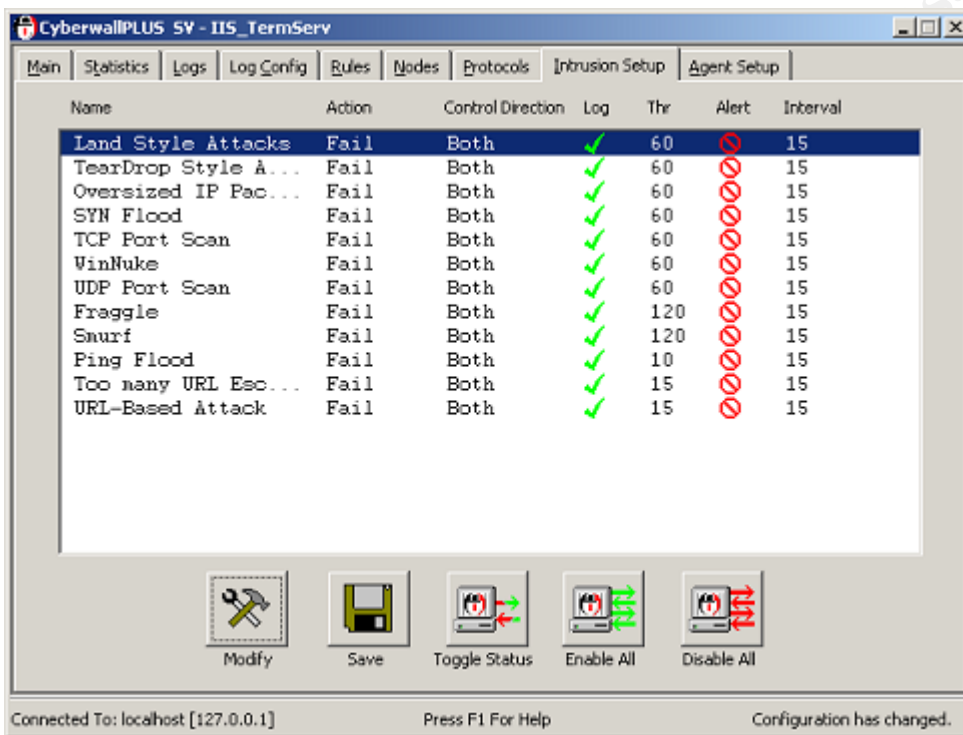 CyberwallPLUS SV - IIS_TermServ
Main Statistics Logs Log Config Rules Nodes Protocols Intrusion Setup Agent Setup
Name Action Control Direction Log Thr Alert Interval
Land Style Attacks Fail Both 60 15
TearDrop Style A... Fail Both 60 15
Oversized IP Pac... Fail Both 60 15
SYN Flood Fail Both 60 15
TCP Port Scan Fail Both 60 15
WinNuke Fail Both 60 15
UDP Port Scan Fail Both 60 15
Fraggle Fail Both 120 15
Smurf Fail Both 120 15
Ping Flood Fail Both 10 15
Too many URL Esc... Fail Both 15 15
URL-Based Attack Fail Both 15 15
Modify Save Toggle Status Enable All Disable All
Connected To: localhost [127.0.0.1] Press F1 For Help Configuration has changed.